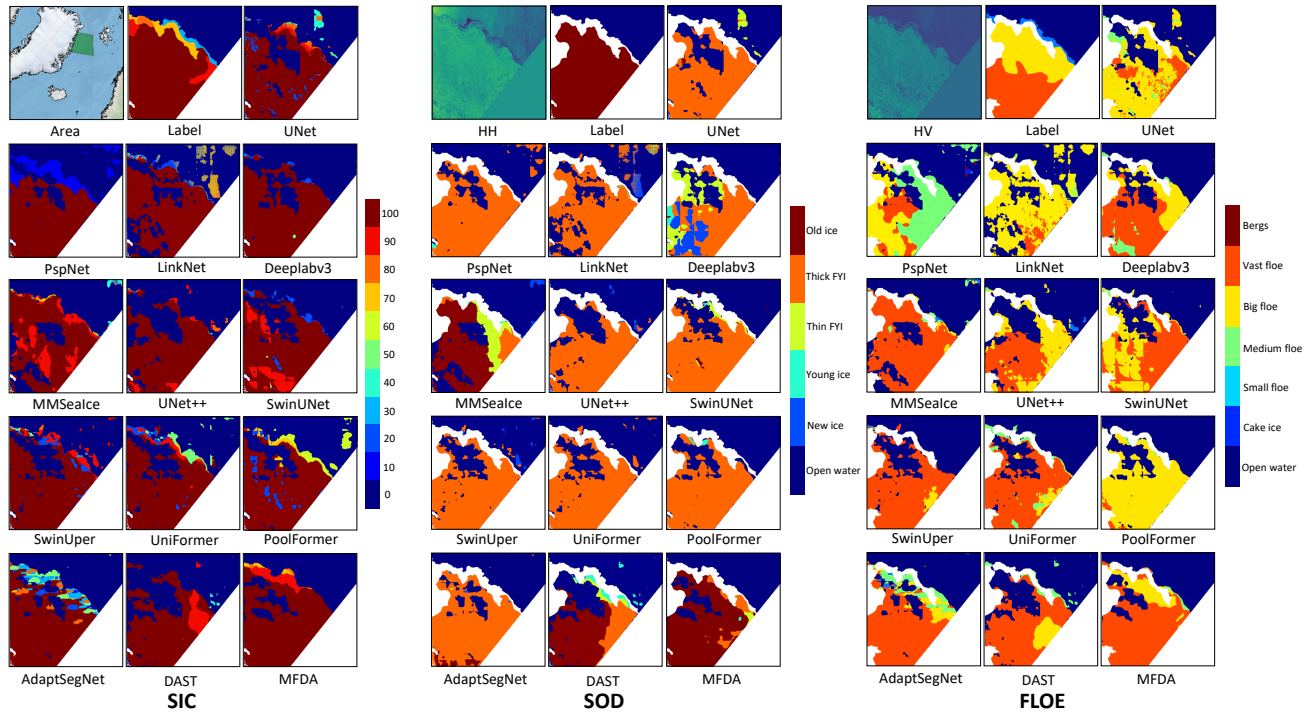 Area Label UNet
PspNet LinkNet Deeplabv3
MMSeaIce UNet++ SwinUNet
SwinUper UniFormer PoolFormer
AdaptSegNet DAST MFDA
SIC
100
90
80
70
60
50
40
30
20
10
0
HH Label UNet
PspNet LinkNet Deeplabv3
MMSeaIce UNet++ SwinUNet
SwinUper UniFormer PoolFormer
AdaptSegNet DAST MFDA
SOD
Old ice
Thick FYI
Thin FYI
Young ice
New ice
Open water
HV Label UNet
PspNet LinkNet Deeplabv3
MMSeaIce UNet++ SwinUNet
SwinUper UniFormer PoolFormer
AdaptSegNet DAST MFDA
FLOE
Bergs
Vast floe
Big floe
Medium floe
Small floe
Cake ice
Open water